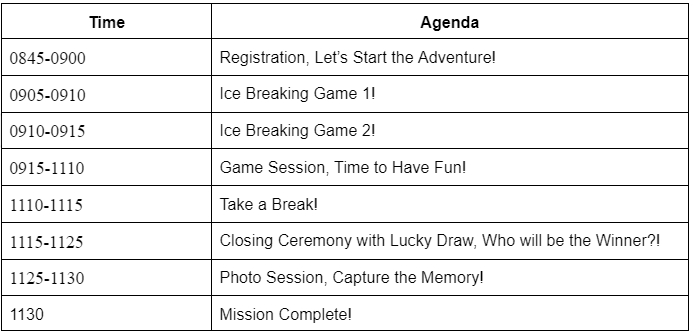 Time Agenda
0845-0900 Registration, Let's Start the Adventure!
0905-0910 Ice Breaking Game 1!
0910-0915 Ice Breaking Game 2!
0915-1110 Game Session, Time to Have Fun!
1110-1115 Take a Break!
1115-1125 Closing Ceremony with Lucky Draw, Who will be the Winner?!
1125-1130 Photo Session, Capture the Memory!
1130 Mission Complete!